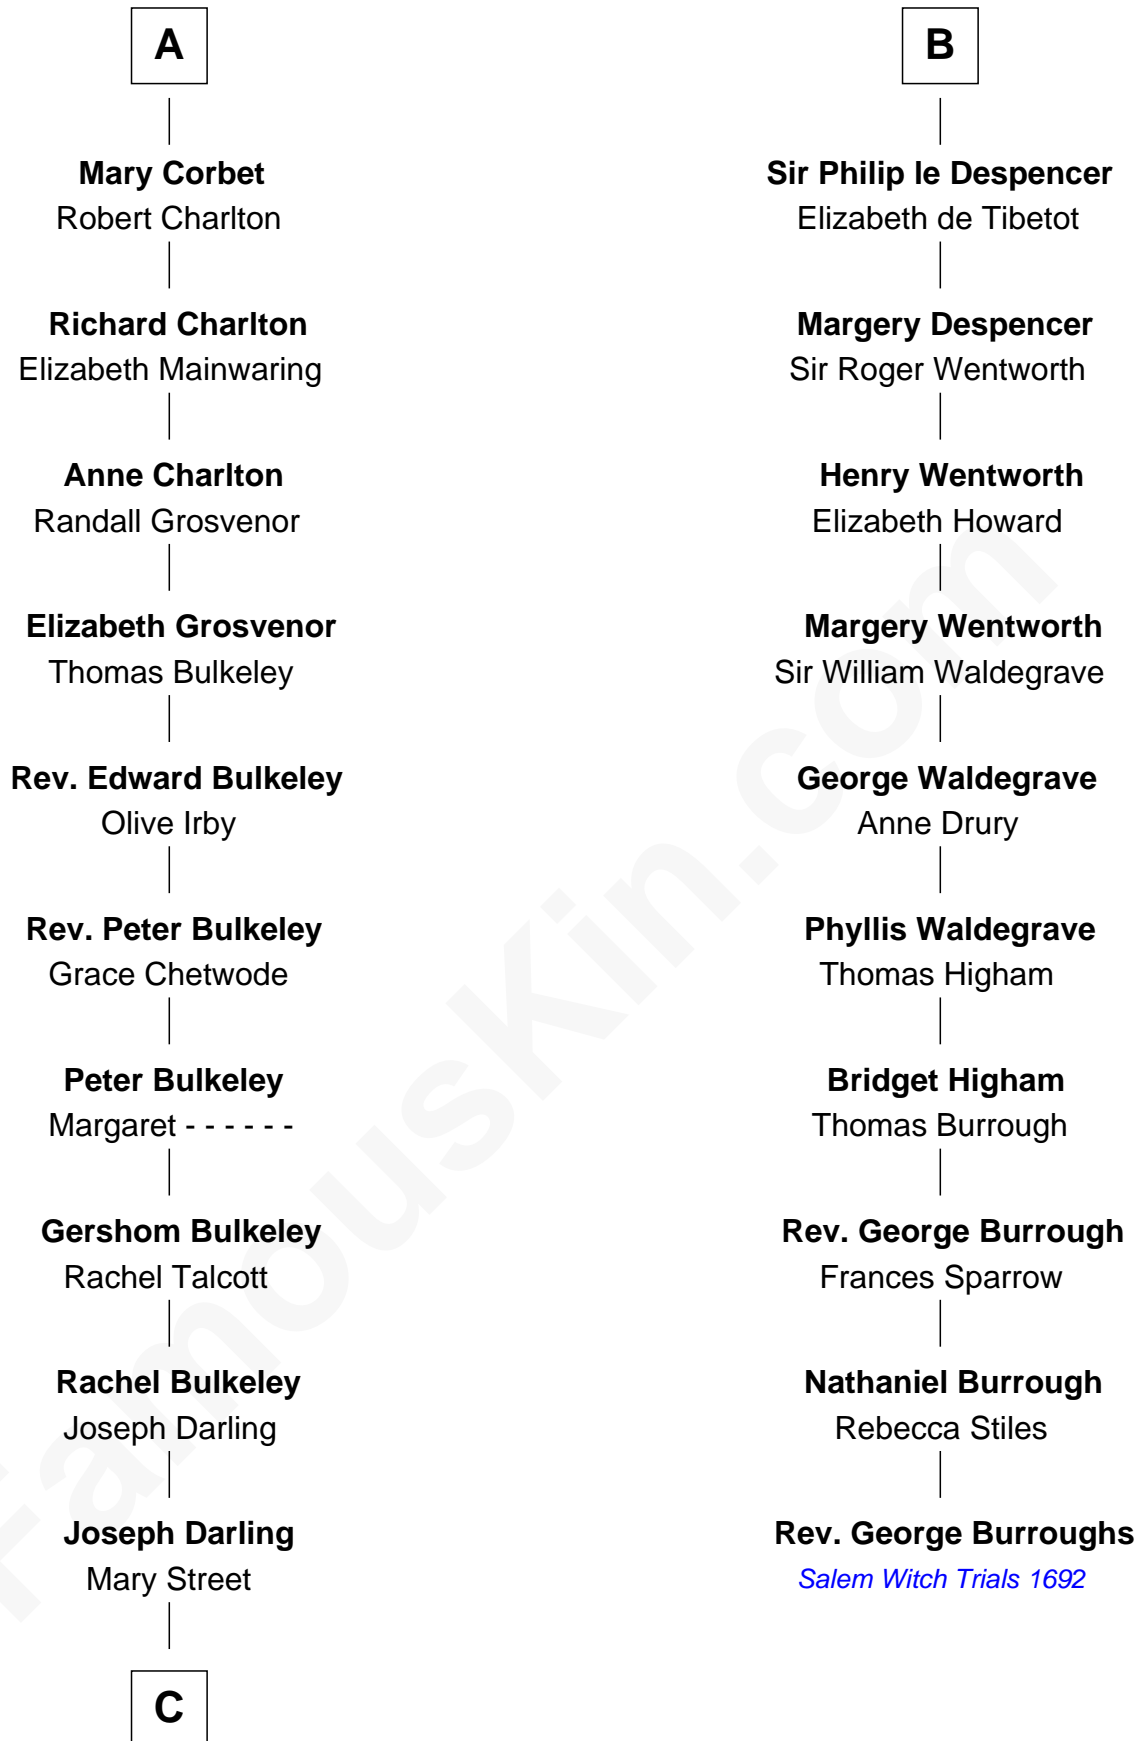 A
Mary Corbet
Robert Charlton
Richard Charlton
Elizabeth Mainwaring
Anne Charlton
Randall Grosvenor
Elizabeth Grosvenor
Thomas Bulkeley
Rev. Edward Bulkeley
Olive Irby
Rev. Peter Bulkeley
Grace Chetwode
Peter Bulkeley
Margaret - - - - - -
Gershom Bulkeley
Rachel Talcott
Rachel Bulkeley
Joseph Darling
Joseph Darling
Mary Street
C
B
Sir Philip le Despencer
Elizabeth de Tibetot
Margery Despencer
Sir Roger Wentworth
Henry Wentworth
Elizabeth Howard
Margery Wentworth
Sir William Waldegrave
George Waldegrave
Anne Drury
Phyllis Waldegrave
Thomas Higham
Bridget Higham
Thomas Burrough
Rev. George Burrough
Frances Sparrow
Nathaniel Burrough
Rebecca Stiles
Rev. George Burroughs
Salem Witch Trials 1692
FamousKin.com